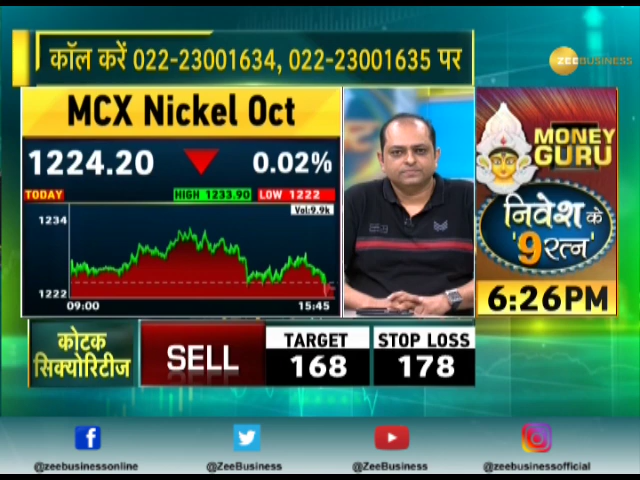 कॉल करें 022-23001634, 022-23001635 पर
ZEEBUSINESS
MCX Nickel Oct
1224.20 0.02%
TODAY HIGH 1233.90 LOW 1222
Vol:9.9k
1234
1222
09:00 15:45
MONEY
GURU
निवेश के
'9 रत्न'
6:26PM
कोटक
सिक्योरिटीज
SELL
TARGET
168
STOP LOSS
178
@zeebusinessonline @ZeeBusiness @ZeeBusiness @zeebusinessofficial